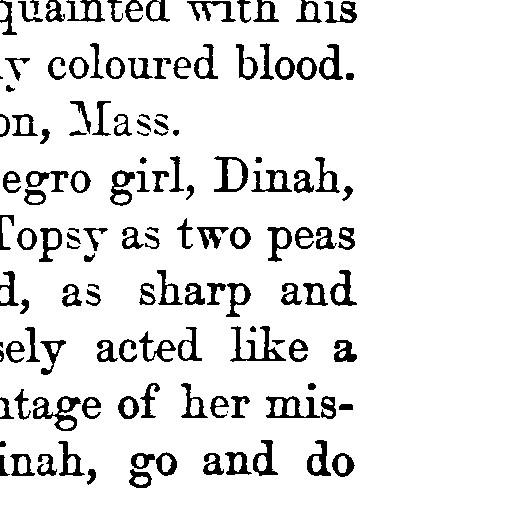 quainted with his
ly coloured blood.
on, Mass.
egro girl, Dinah,
Topsy as two peas
d, as sharp and
sely acted like a
ntage of her mis-
inah, go and do